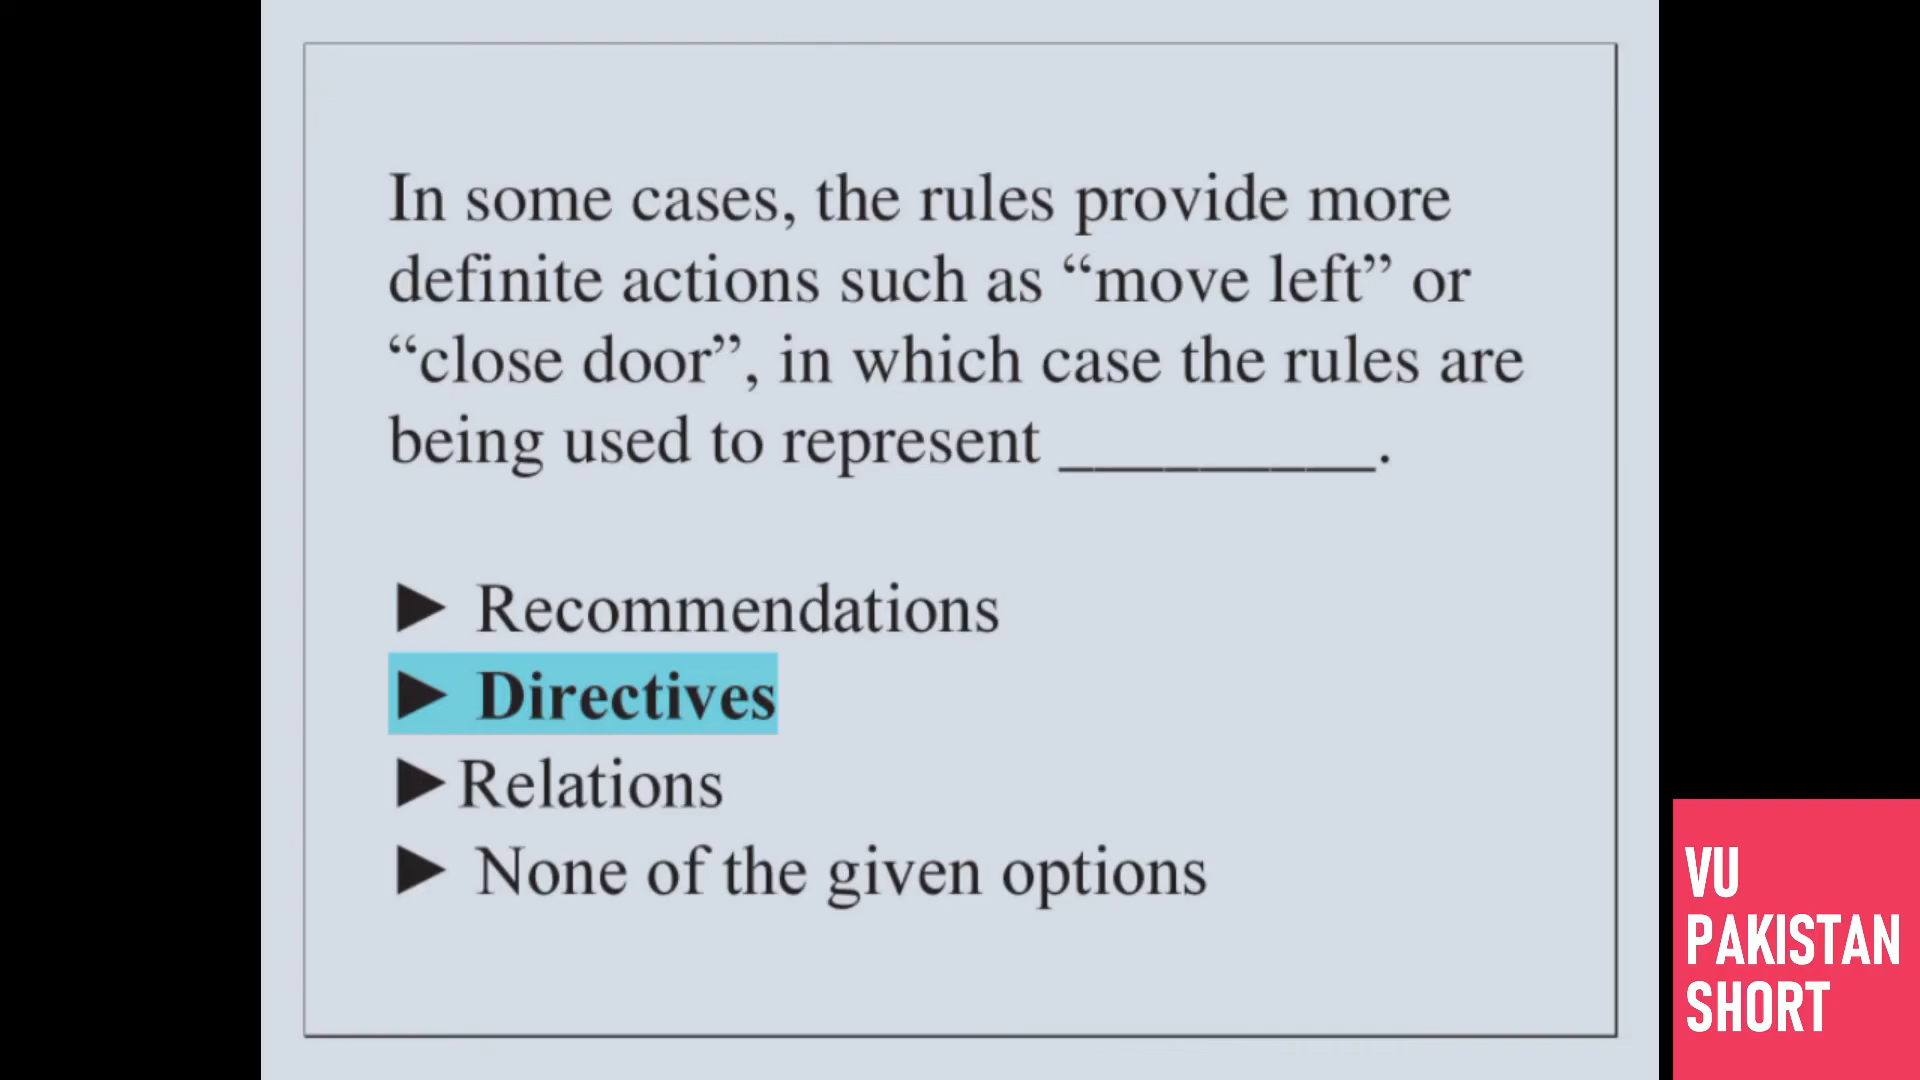 In some cases, the rules provide more
definite actions such as “move left” or
“close door”, in which case the rules are
being used to represent _________.
► Recommendations
► Directives
►Relations
► None of the given options
VU
PAKISTAN
SHORT